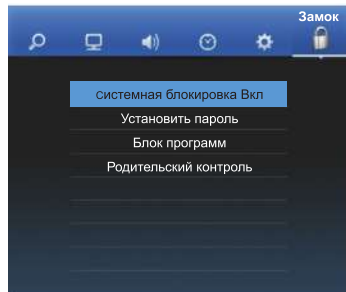 Замок
Системная блокировка Вкл
Установить пароль
Блок программ
Родительский контроль